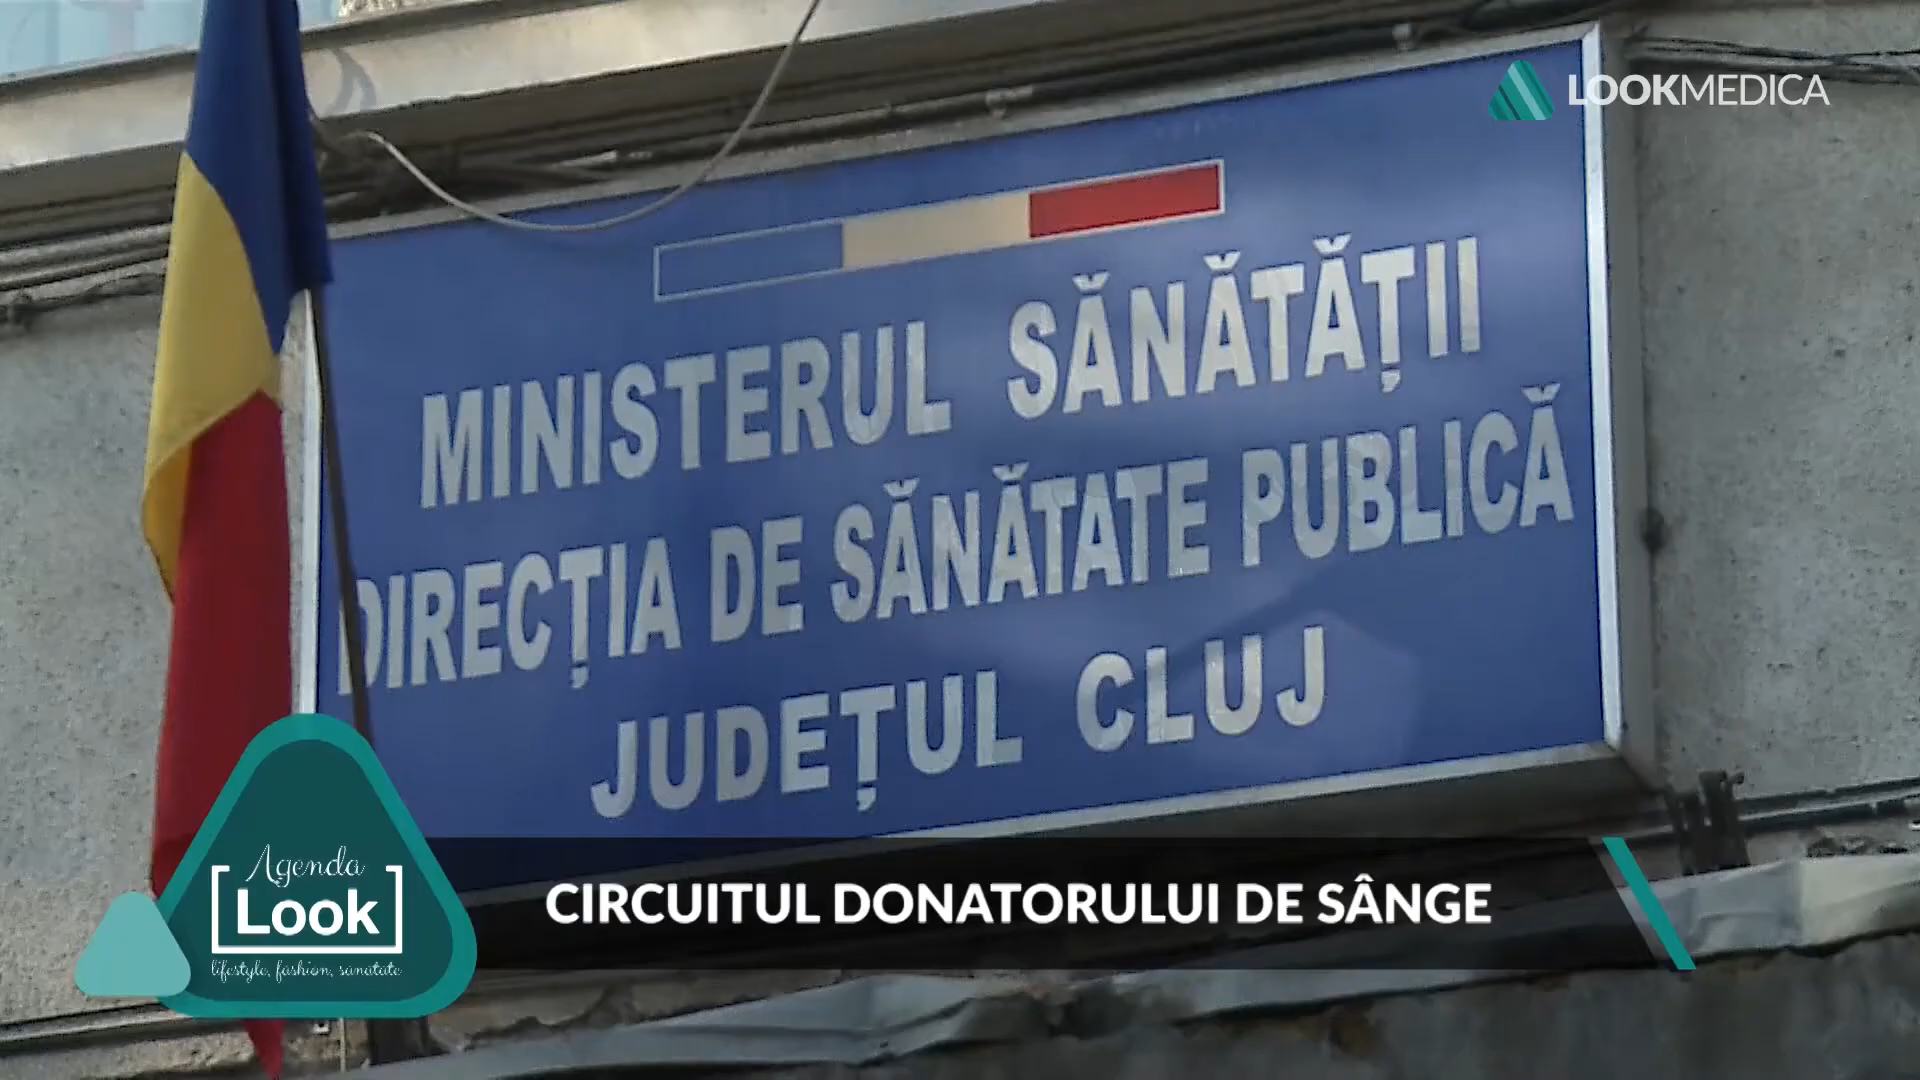 LOOKMEDICA
MINISTERUL SĂNĂTĂȚII
DIRECȚIA DE SĂNĂTATE PUBLICĂ
JUDEȚUL CLUJ
Agenda
Look
lifestyle, fashion, sanatate
CIRCUITUL DONATORULUI DE SÂNGE